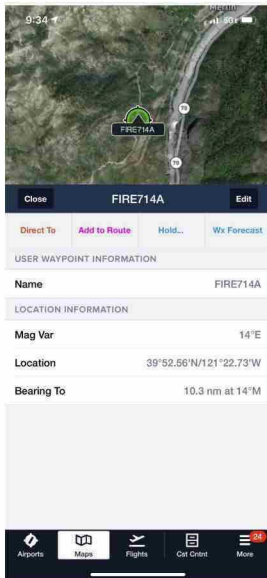 9:34
5G
Merlin
70
FIRE714A
70
Close FIRE714A Edit
Direct To Add to Route Hold... Wx Forecast
USER WAYPOINT INFORMATION
Name FIRE714A
LOCATION INFORMATION
Mag Var 14°E
Location 39°52.56'N/121°22.73'W
Bearing To 10.3 nm at 14°M
24
Airports Maps Flights Cst Cntnt More